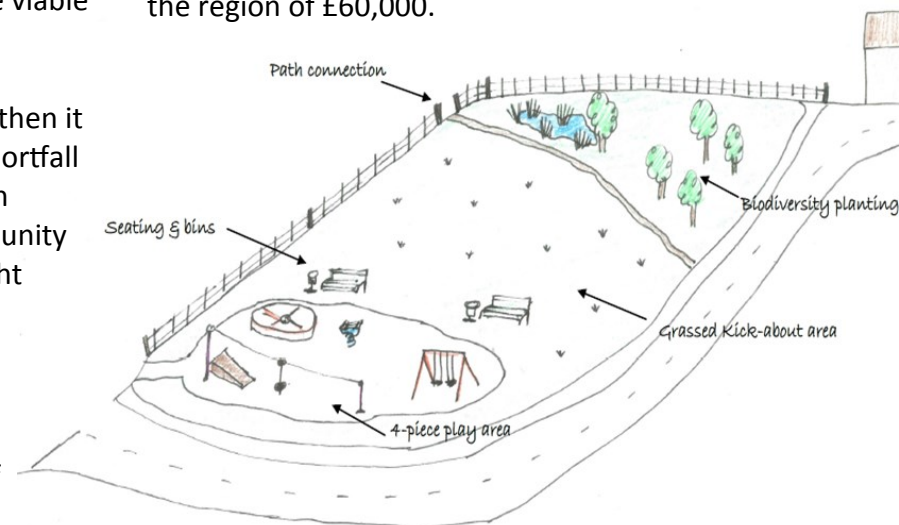 e viable
the region of £60,000.
then it
ortfall
unity
ht
Path connection
Biodiversity planting
Seating & bins
Grassed Kick-about area
4-piece play area